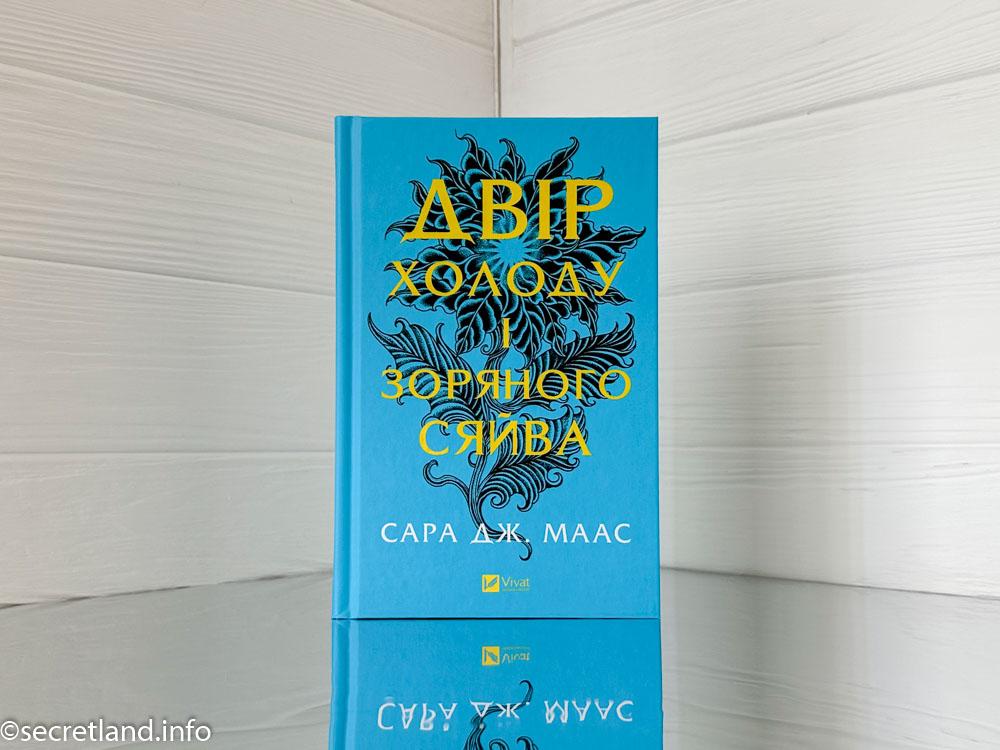 ДВІР
ХОЛОДУ
І
ЗОРЯНОГО
СЯЙВА
САРА ДЖ. МААС
Vivat
©secretland.info